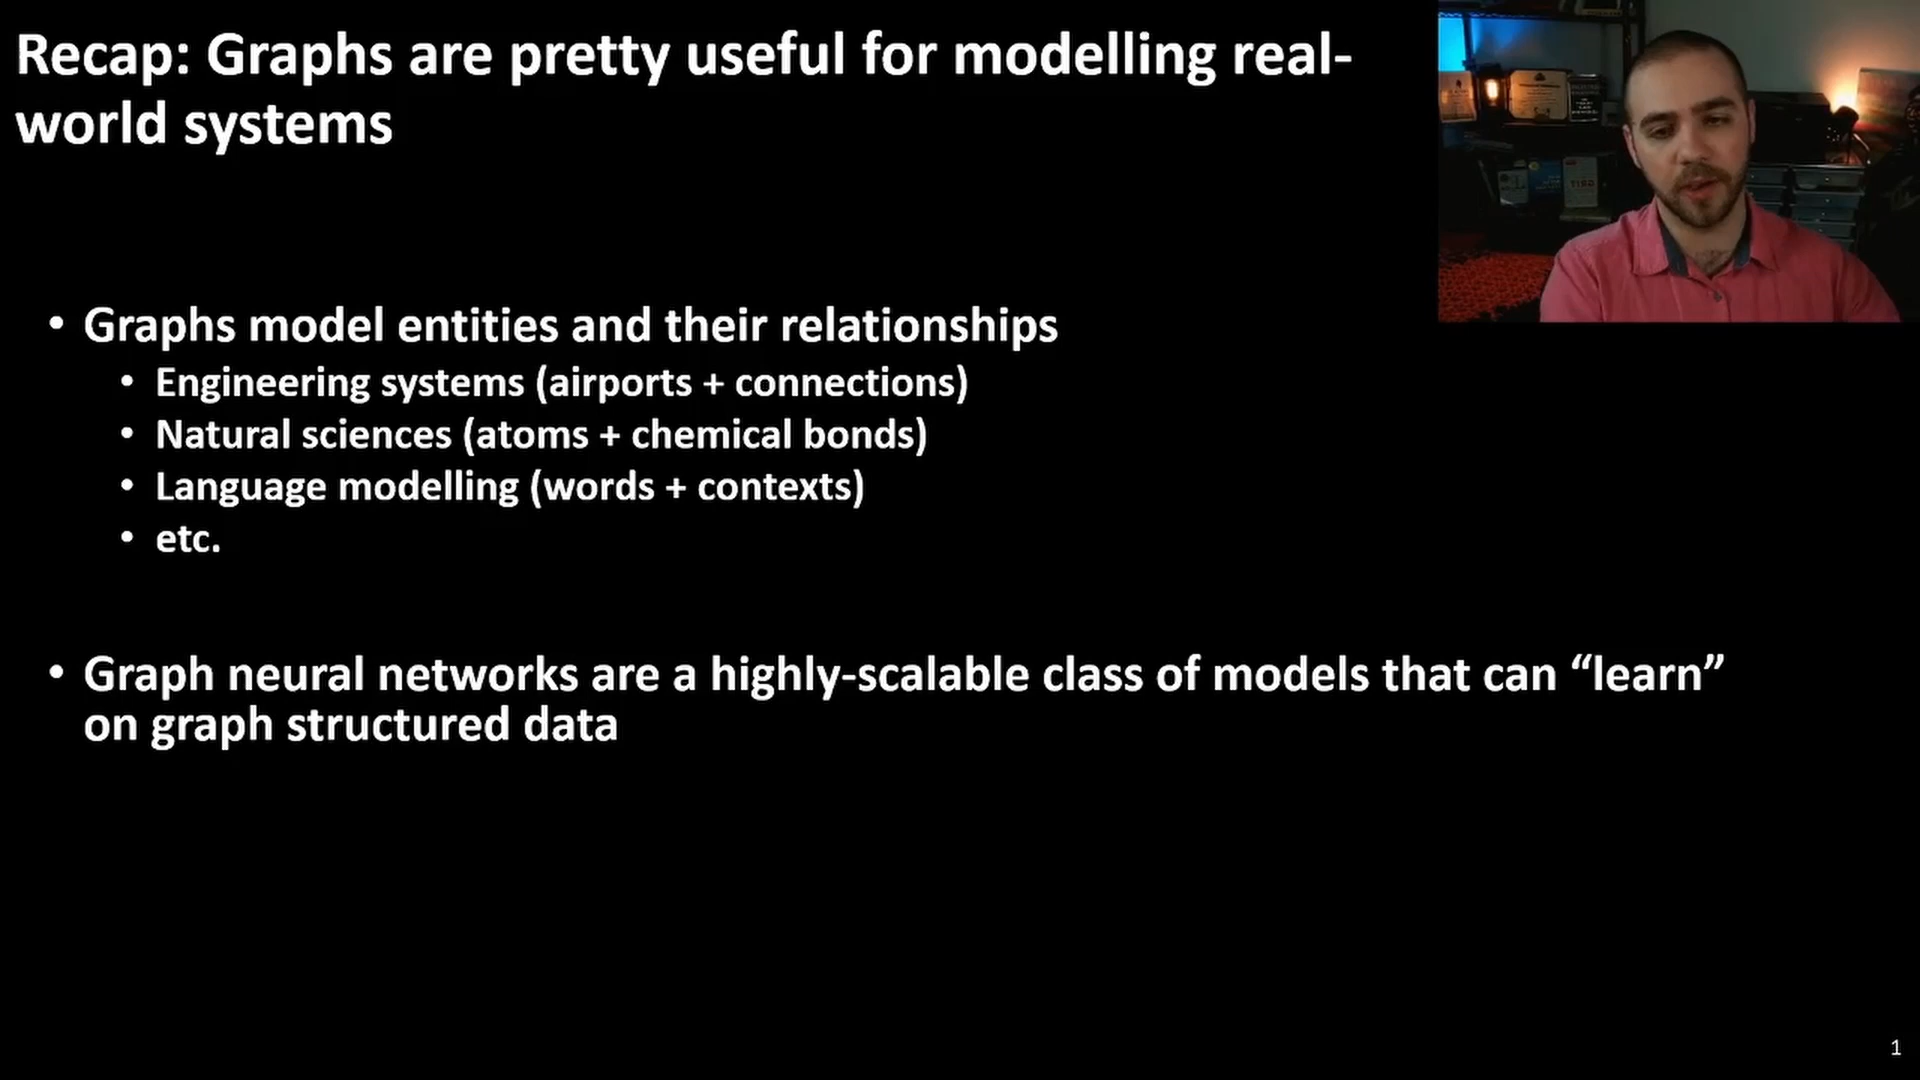 Recap: Graphs are pretty useful for modelling real-
world systems
• Graphs model entities and their relationships
• Engineering systems (airports + connections)
• Natural sciences (atoms + chemical bonds)
• Language modelling (words + contexts)
• etc.
• Graph neural networks are a highly-scalable class of models that can “learn”
on graph structured data
1